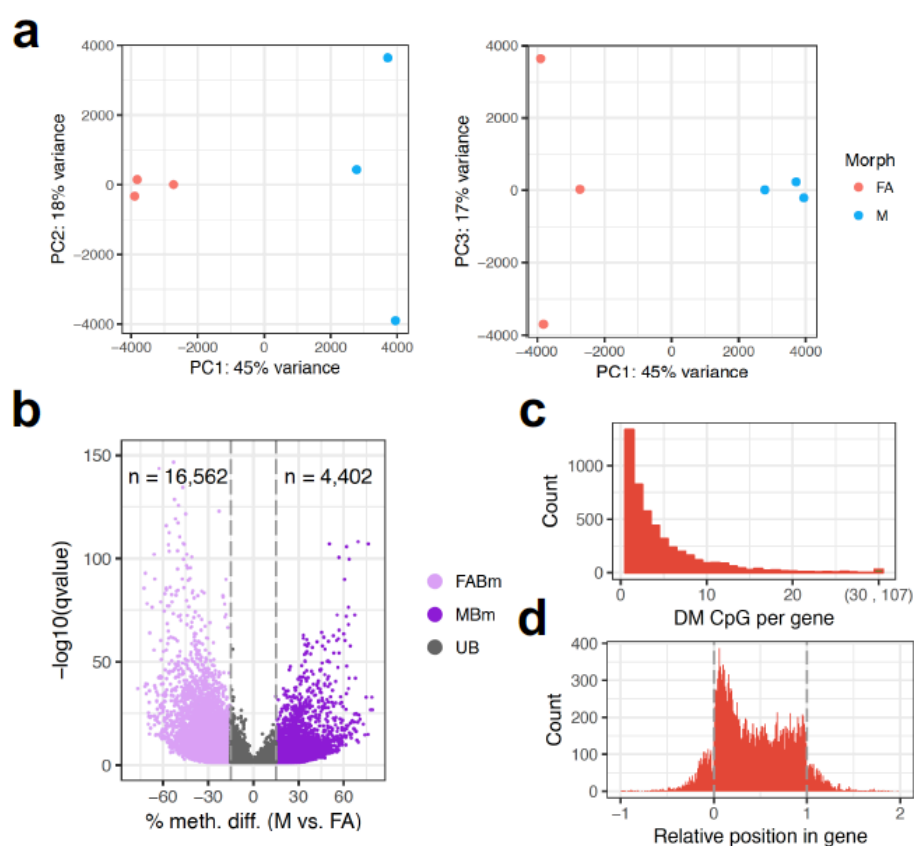 a
4000
2000
0
−2000
−4000
PC2: 18% variance
−4000 −2000 0 2000 4000
PC1: 45% variance
4000
2000
0
−2000
−4000
PC3: 17% variance
−4000 −2000 0 2000 4000
PC1: 45% variance
Morph
FA
M
b
150
100
50
0
−log10(qvalue)
n = 16,562 n = 4,402
−60 −30 0 30 60
% meth. diff. (M vs. FA)
FABm
MBm
UB
c
1000
500
0
Count
0 10 20 (30 , 107)
DM CpG per gene
d
400
300
200
100
0
Count
−1 0 1 2
Relative position in gene